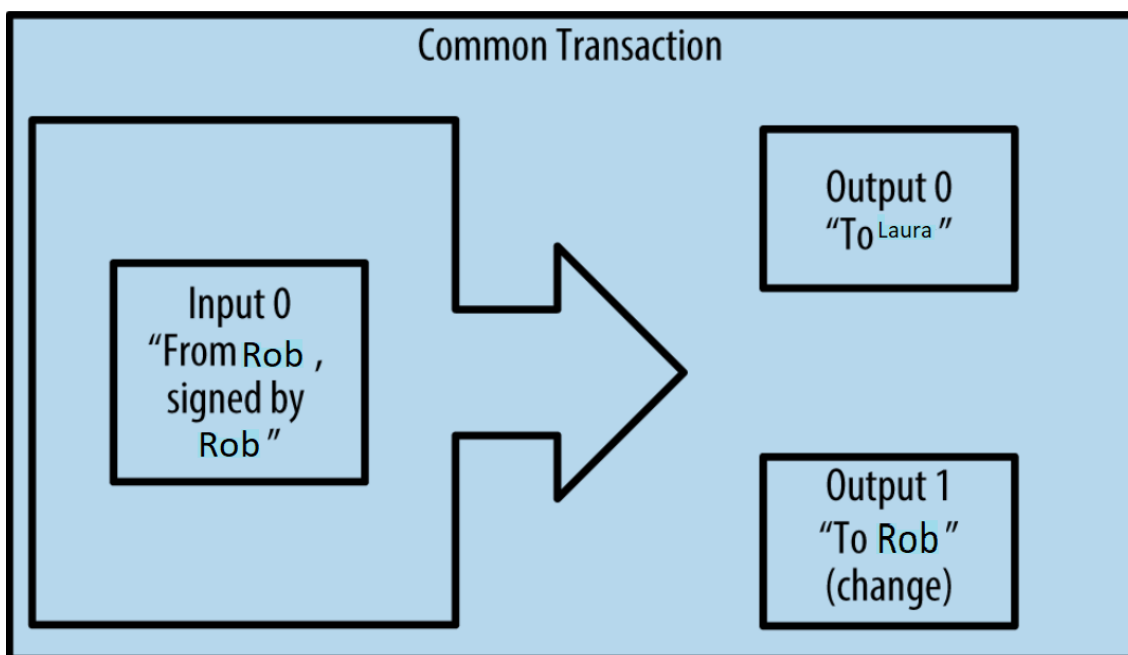 Common Transaction
Input 0
“From Rob ,
signed by
Rob ”
Output 0
“To Laura ”
Output 1
“To Rob ”
(change)